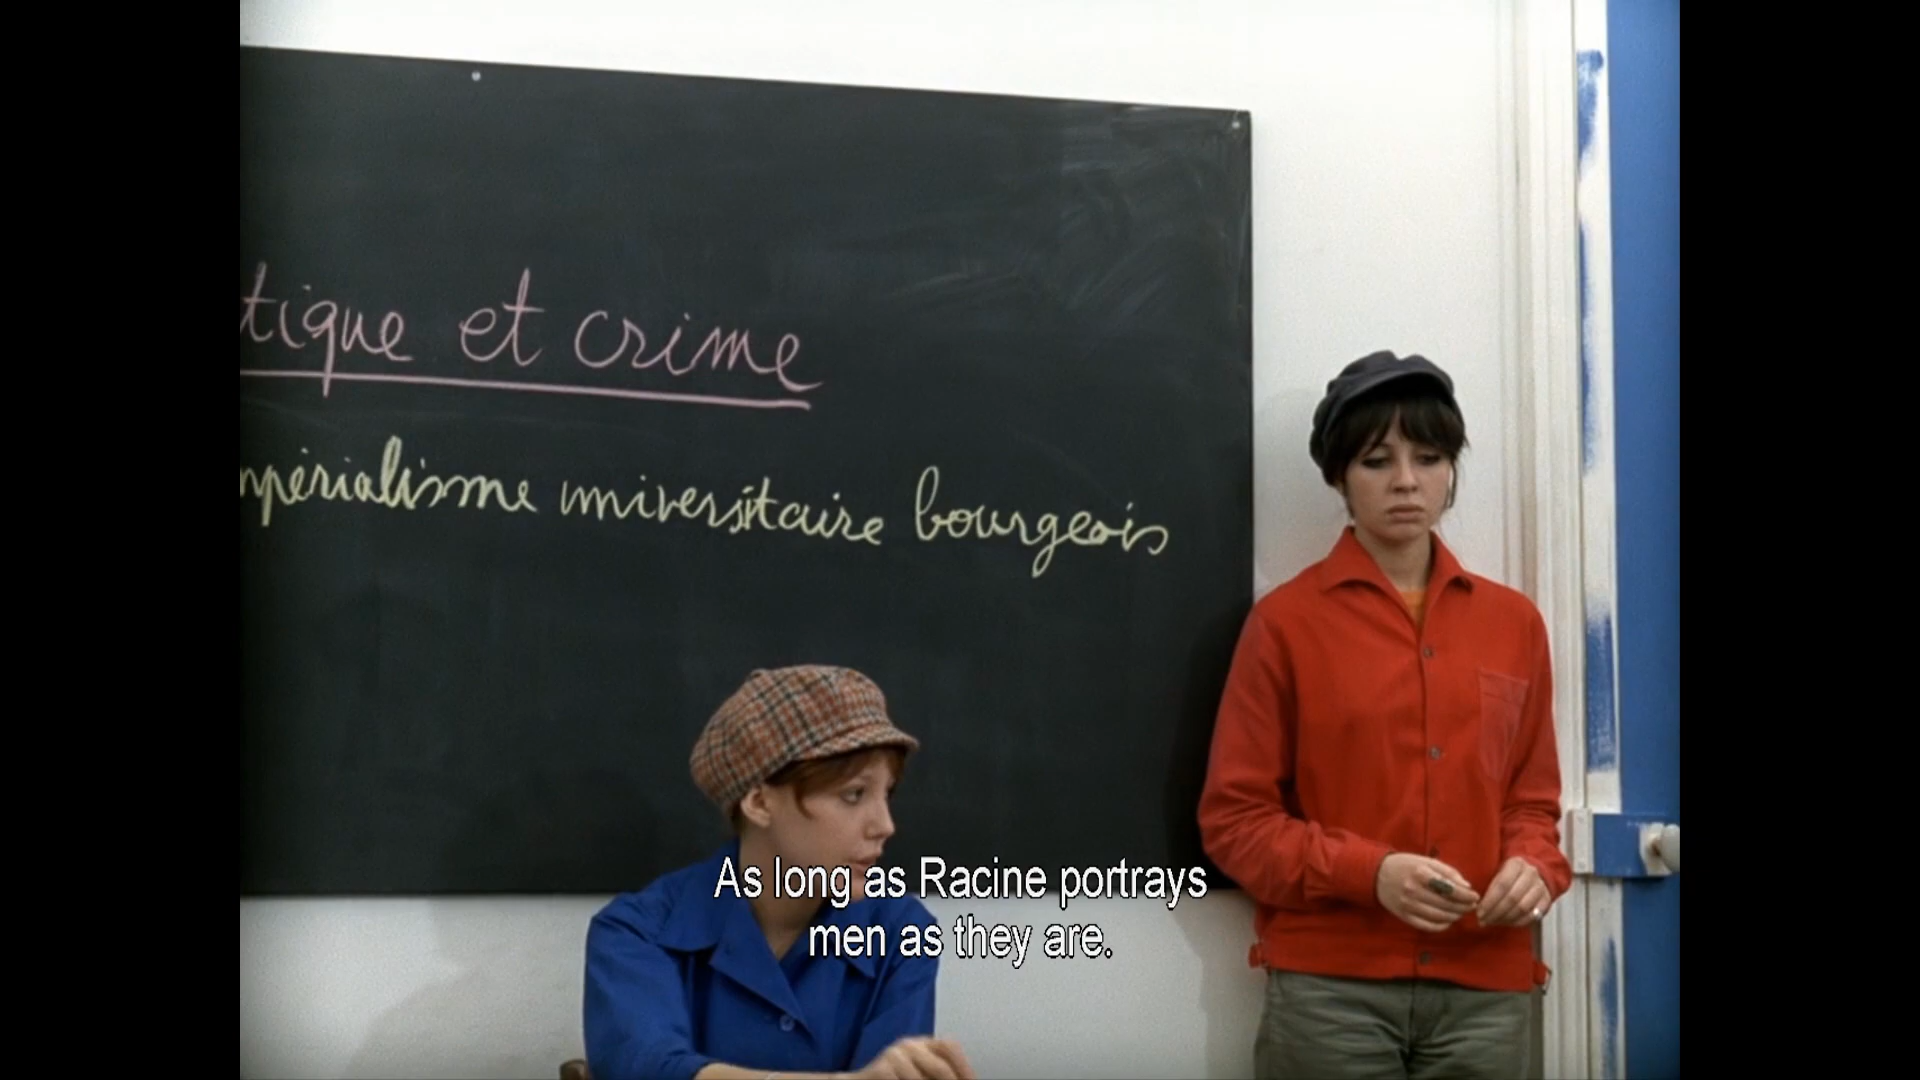 tique et crime
mpérialisme universitaire bourgeois
As long as Racine portrays
men as they are.